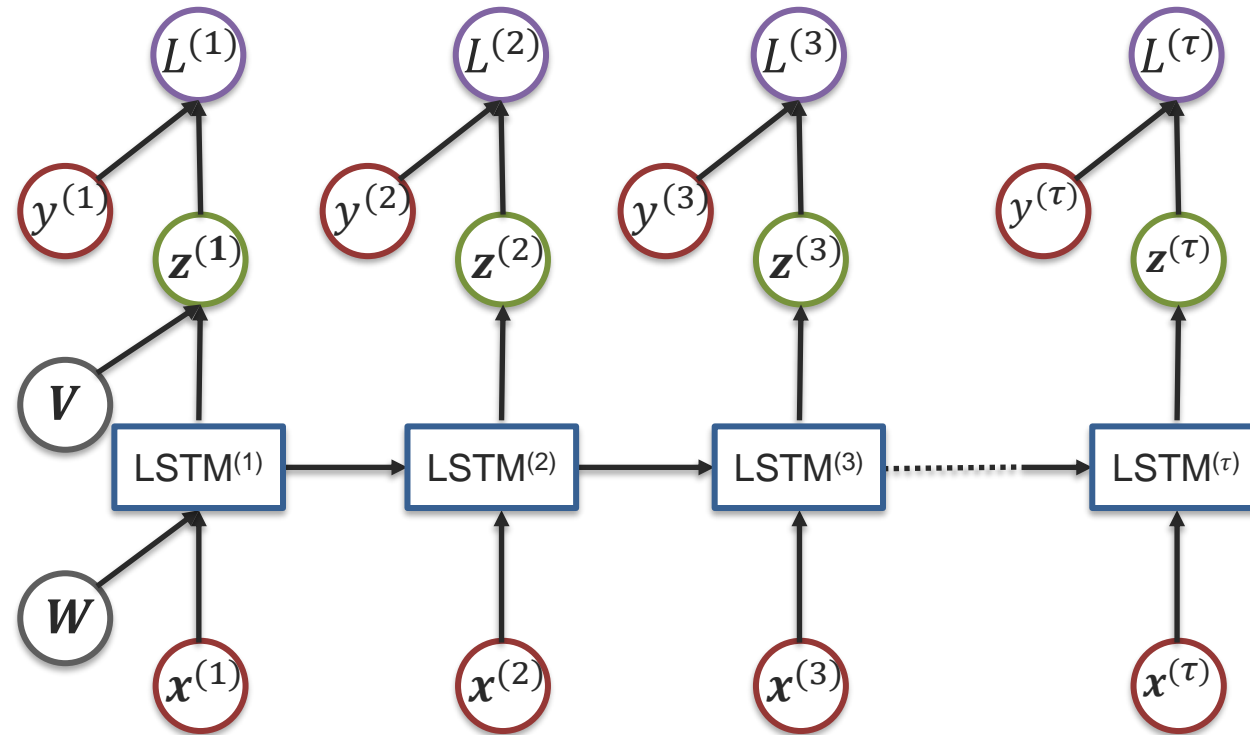 L⁽¹⁾ L⁽²⁾ L⁽³⁾ L⁽τ⁾
y⁽¹⁾ y⁽²⁾ y⁽³⁾ y⁽τ⁾
z⁽¹⁾ z⁽²⁾ z⁽³⁾ z⁽τ⁾
V
LSTM⁽¹⁾ LSTM⁽²⁾ LSTM⁽³⁾ LSTM⁽τ⁾
W
x⁽¹⁾ x⁽²⁾ x⁽³⁾ x⁽τ⁾